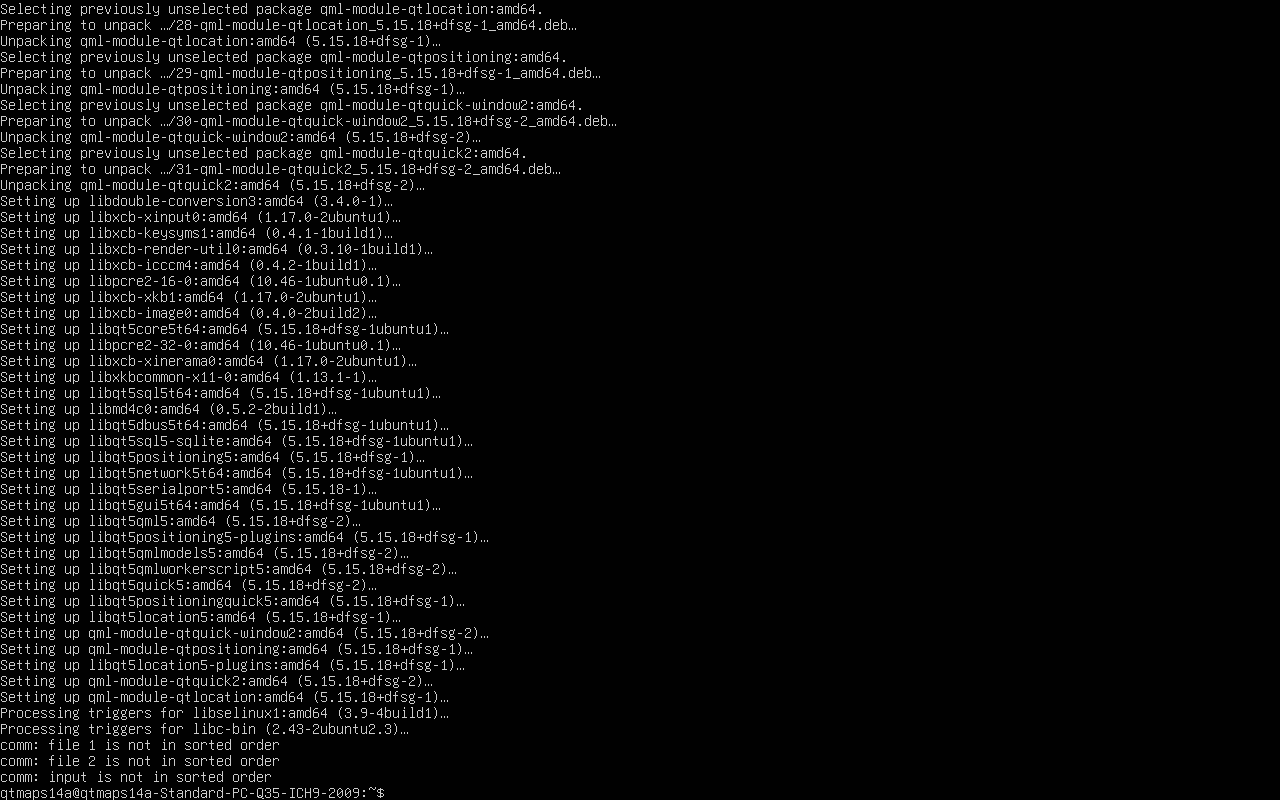 Selecting previously unselected package qml-module-qtlocation:amd64.
Preparing to unpack …/28-qml-module-qtlocation_5.15.18+dfsg-1_amd64.deb…
Unpacking qml-module-qtlocation:amd64 (5.15.18+dfsg-1)…
Selecting previously unselected package qml-module-qtpositioning:amd64.
Preparing to unpack …/29-qml-module-qtpositioning_5.15.18+dfsg-1_amd64.deb…
Unpacking qml-module-qtpositioning:amd64 (5.15.18+dfsg-1)…
Selecting previously unselected package qml-module-qtquick-window2:amd64.
Preparing to unpack …/30-qml-module-qtquick-window2_5.15.18+dfsg-2_amd64.deb…
Unpacking qml-module-qtquick-window2:amd64 (5.15.18+dfsg-2)…
Selecting previously unselected package qml-module-qtquick2:amd64.
Preparing to unpack …/31-qml-module-qtquick2_5.15.18+dfsg-2_amd64.deb…
Unpacking qml-module-qtquick2:amd64 (5.15.18+dfsg-2)…
Setting up libdouble-conversion3:amd64 (3.4.0-1)…
Setting up libxcb-xinput0:amd64 (1.17.0-2ubuntu1)…
Setting up libxcb-keysyms1:amd64 (0.4.1-1build1)…
Setting up libxcb-render-util0:amd64 (0.3.10-1build1)…
Setting up libxcb-icccm4:amd64 (0.4.2-1build1)…
Setting up libpcre2-16-0:amd64 (10.46-1ubuntu0.1)…
Setting up libxcb-xkb1:amd64 (1.17.0-2ubuntu1)…
Setting up libxcb-image0:amd64 (0.4.0-2build2)…
Setting up libqt5core5t64:amd64 (5.15.18+dfsg-1ubuntu1)…
Setting up libpcre2-32-0:amd64 (10.46-1ubuntu0.1)…
Setting up libxcb-xinerama0:amd64 (1.17.0-2ubuntu1)…
Setting up libxkbcommon-x11-0:amd64 (1.13.1-1)…
Setting up libqt5sql5t64:amd64 (5.15.18+dfsg-1ubuntu1)…
Setting up libmd4c0:amd64 (0.5.2-2build1)…
Setting up libqt5dbus5t64:amd64 (5.15.18+dfsg-1ubuntu1)…
Setting up libqt5sql5-sqlite:amd64 (5.15.18+dfsg-1ubuntu1)…
Setting up libqt5positioning5:amd64 (5.15.18+dfsg-1)…
Setting up libqt5network5t64:amd64 (5.15.18+dfsg-1ubuntu1)…
Setting up libqt5serialport5:amd64 (5.15.18-1)…
Setting up libqt5gui5t64:amd64 (5.15.18+dfsg-1ubuntu1)…
Setting up libqt5qml5:amd64 (5.15.18+dfsg-2)…
Setting up libqt5positioning5-plugins:amd64 (5.15.18+dfsg-1)…
Setting up libqt5qmlmodels5:amd64 (5.15.18+dfsg-2)…
Setting up libqt5qmlworkerscript5:amd64 (5.15.18+dfsg-2)…
Setting up libqt5quick5:amd64 (5.15.18+dfsg-2)…
Setting up libqt5positioningquick5:amd64 (5.15.18+dfsg-1)…
Setting up libqt5location5:amd64 (5.15.18+dfsg-1)…
Setting up qml-module-qtquick-window2:amd64 (5.15.18+dfsg-2)…
Setting up qml-module-qtpositioning:amd64 (5.15.18+dfsg-1)…
Setting up libqt5location5-plugins:amd64 (5.15.18+dfsg-1)…
Setting up qml-module-qtquick2:amd64 (5.15.18+dfsg-2)…
Setting up qml-module-qtlocation:amd64 (5.15.18+dfsg-1)…
Processing triggers for libselinux1:amd64 (3.9-4build1)…
Processing triggers for libc-bin (2.43-2ubuntu2.3)…
comm: file 1 is not in sorted order
comm: file 2 is not in sorted order
comm: input is not in sorted order
qtmaps14a@qtmaps14a-Standard-PC-Q35-ICH9-2009:~$